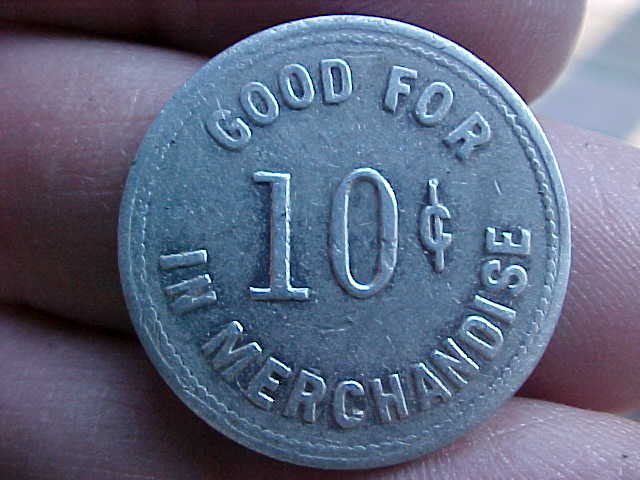 GOOD FOR
10¢
IN MERCHANDISE